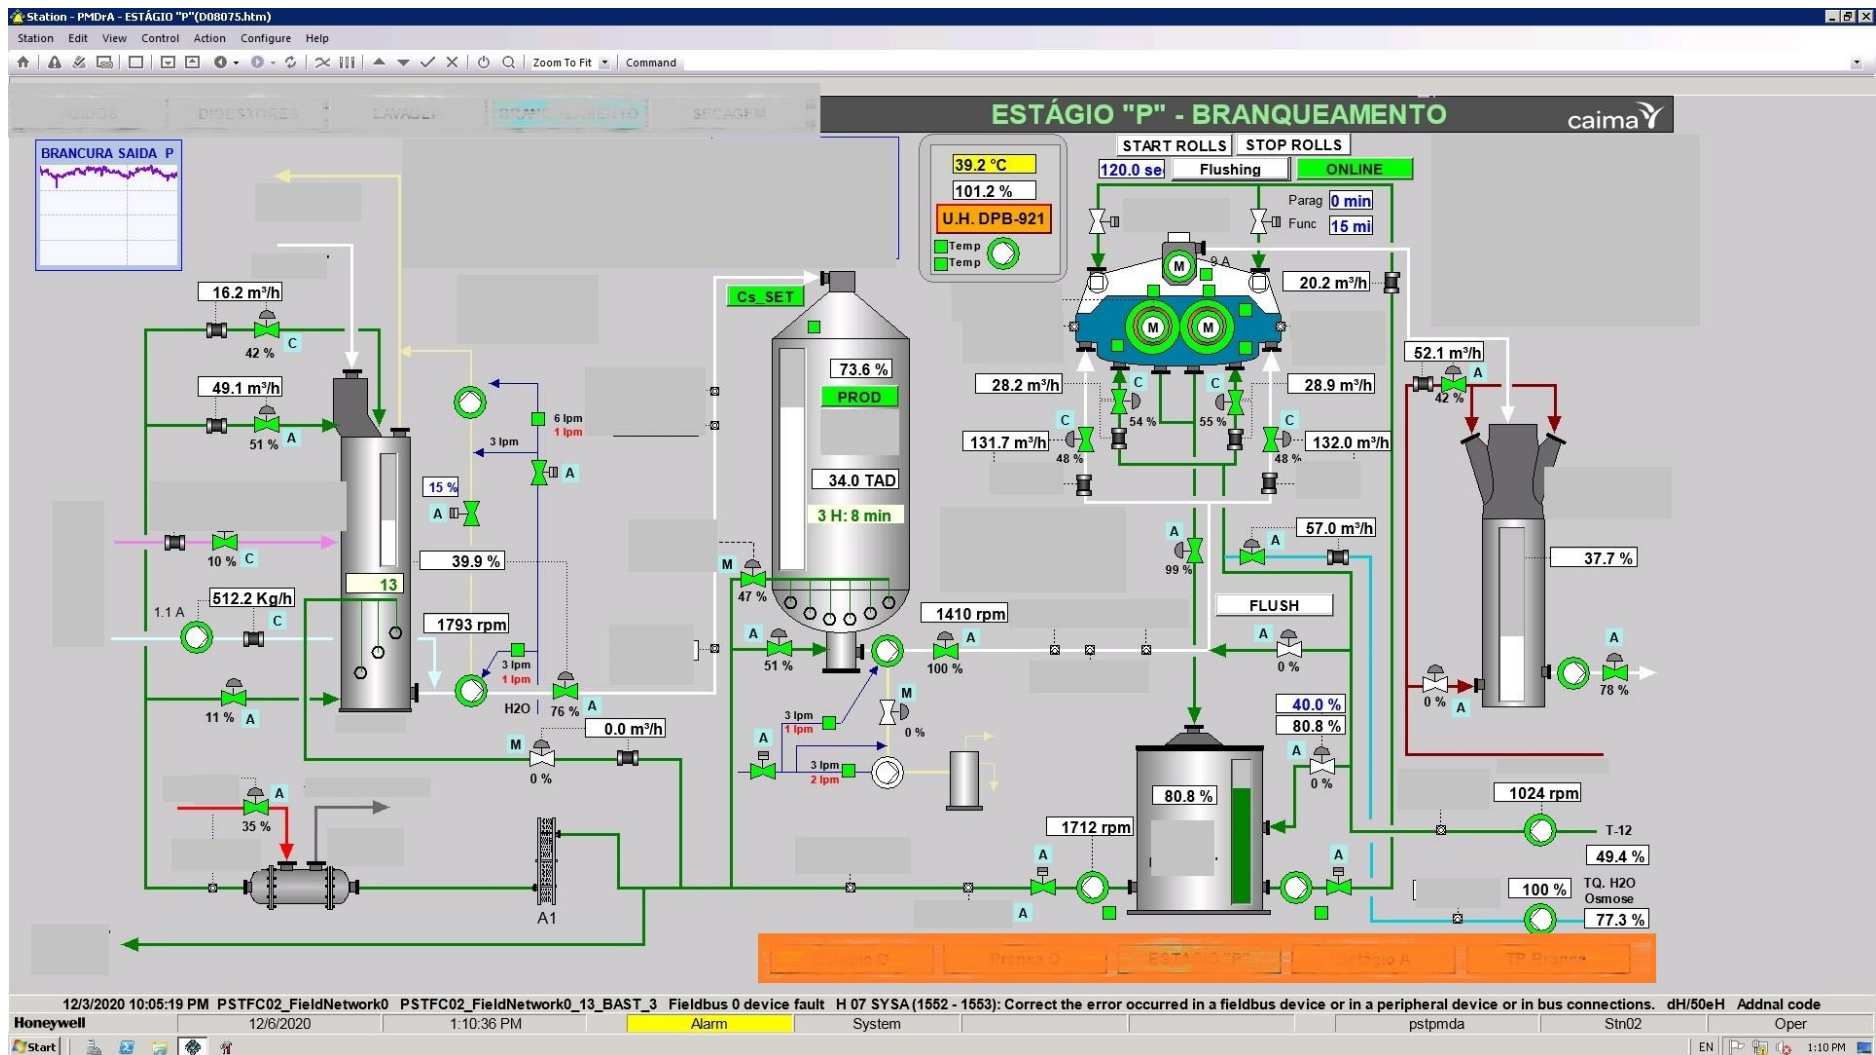 Station - PMDrA - ESTÁGIO "P"(D08075.htm)
Station Edit View Control Action Configure Help
Zoom To Fit Command
DIGESTORES BRANQUEAMENTO SECAGEM
ESTÁGIO "P" - BRANQUEAMENTO
caima
BRANCURA SAIDA P
39.2 °C
101.2 %
U.H. DPB-921
Temp
Temp
START ROLLS STOP ROLLS
120.0 se Flushing ONLINE
Parag 0 min
Func 15 mi
M 9 A
M M
20.2 m³/h
16.2 m³/h
42 % C
49.1 m³/h
51 % A
Cs_SET
73.6 %
PROD
34.0 TAD
3 H: 8 min
6 lpm
1 lpm
3 lpm
A
15 %
A
28.2 m³/h C C 28.9 m³/h
54 % 55 %
131.7 m³/h C C 132.0 m³/h
48 % 48 %
52.1 m³/h
A
42 %
10 % C
39.9 %
13
1.1 A 512.2 Kg/h
C
1793 rpm
3 lpm
1 lpm
H2O
76 % A
11 % A
M 0.0 m³/h
0 %
M
47 %
A
51 %
1410 rpm
A
100 %
A
99 %
57.0 m³/h
A
FLUSH
A
0 %
37.7 %
A
78 %
0 % A
M
0 %
3 lpm
1 lpm
A
3 lpm
2 lpm
40.0 %
80.8 %
A
0 %
80.8 %
A
35 %
A1
1712 rpm
A A
A
1024 rpm
T-12
49.4 %
100 % TQ. H2O
Osmose
77.3 %
Prensa O ESTÁGIO "P" Estágio A TP Branca
12/3/2020 10:05:19 PM PSTFC02_FieldNetwork0 PSTFC02_FieldNetwork0_13_BAST_3 Fieldbus 0 device fault H 07 SYSA (1552 - 1553): Correct the error occurred in a fieldbus device or in a peripheral device or in bus connections. dH/50eH Addnal code
Honeywell 12/6/2020 1:10:36 PM Alarm System pstpmda Stn02 Oper
Start EN 1:10 PM